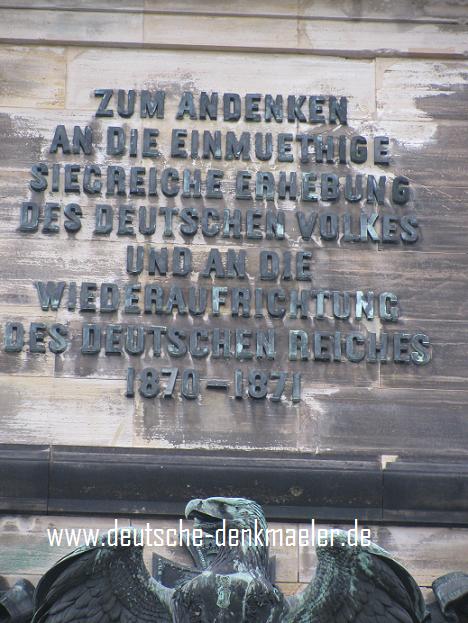 ZUM ANDENKEN
AN DIE EINMUETHIGE
SIEGREICHE ERHEBUNG
DES DEUTSCHEN VOLKES
UND AN DIE
WIEDERAUFRICHTUNG
DES DEUTSCHEN REICHES
1870–1871
www.deutsche-denkmaeler.de